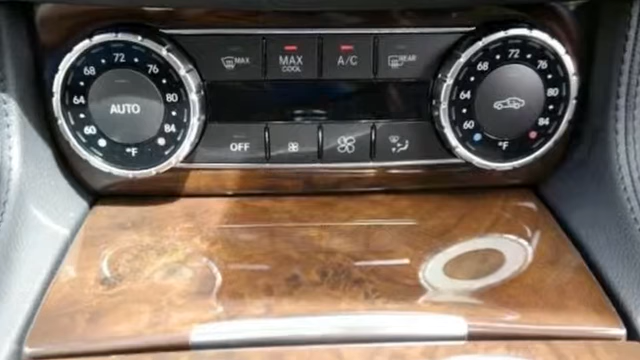 72
68 76
64 80
60 84
AUTO
°F
MAX
MAX
COOL
A/C
REAR
OFF
72
68 76
64 80
60 84
°F